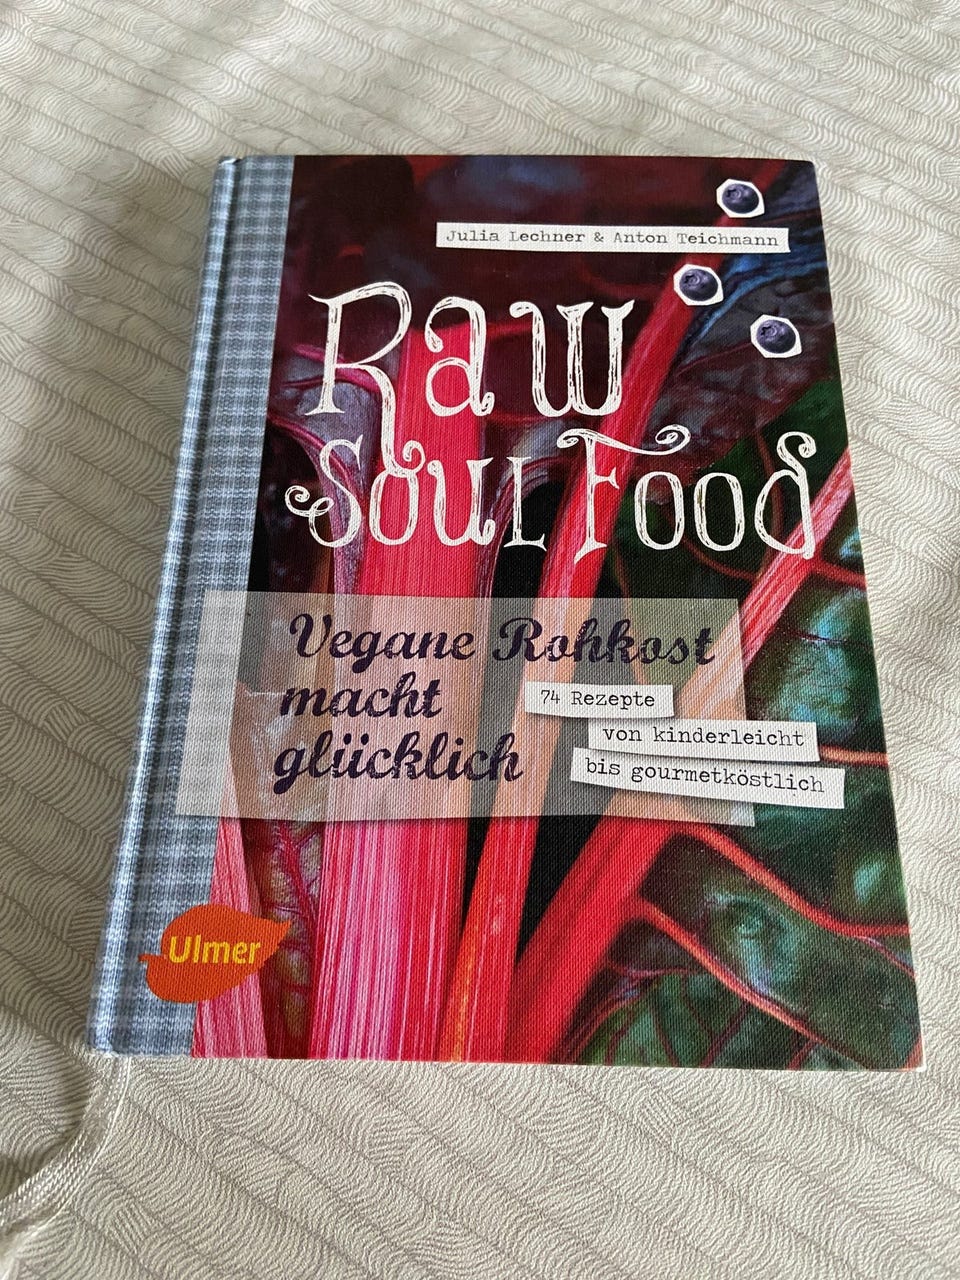 Julia Lechner & Anton Teichmann
Raw
Soul Food
Vegane Rohkost
macht
glücklich
74 Rezepte
von kinderleicht
bis gourmetköstlich
Ulmer